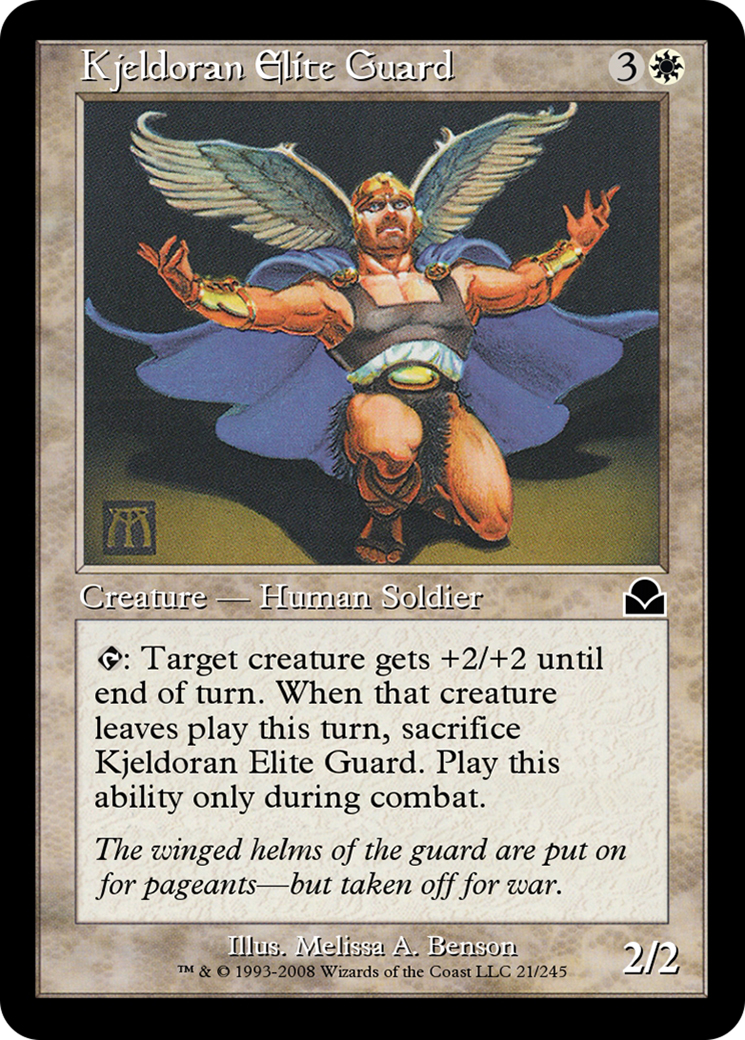 Kjeldoran Elite Guard 3
: Target creature gets +2/+2 until
end of turn. When that creature
leaves play this turn, sacrifice
Kjeldoran Elite Guard. Play this
ability only during combat.
The winged helms of the guard are put on
for pageants—but taken off for war.
Creature — Human Soldier
Illus. Melissa A. Benson
™ & © 1993-2008 Wizards of the Coast LLC 21/245
2/2